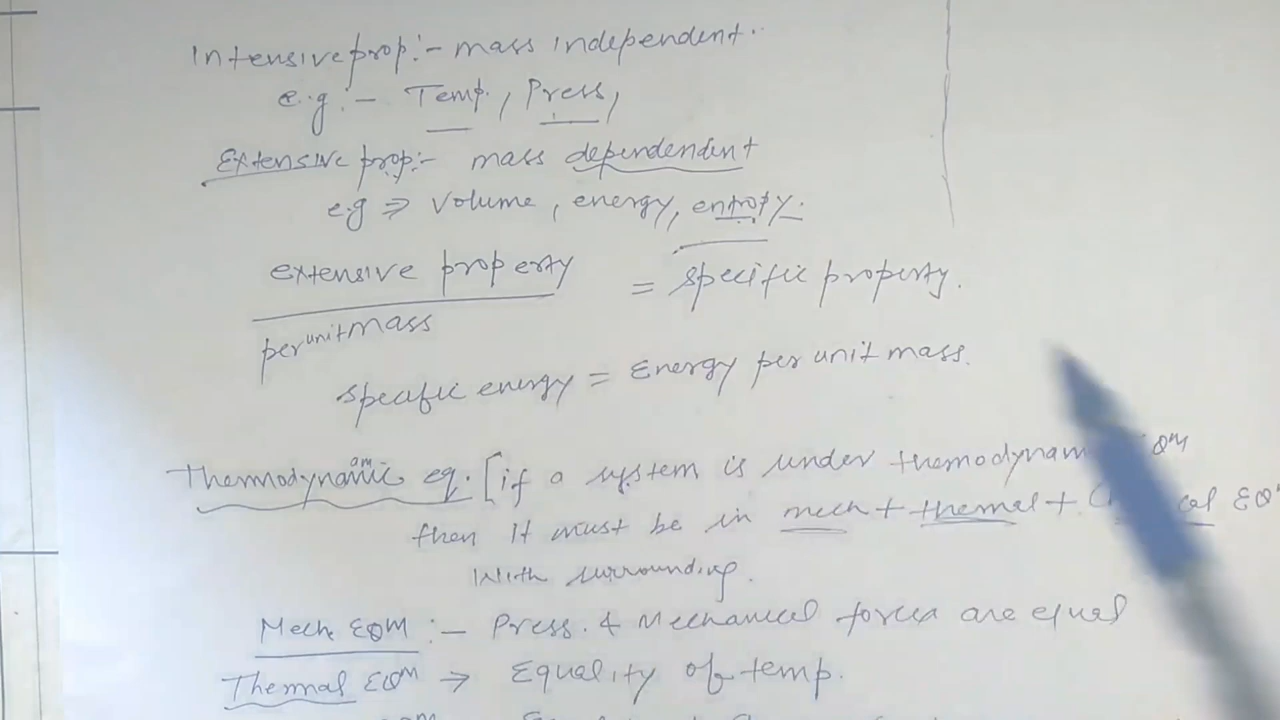 Intensive prop:- mass independent.
e.g:- Temp, Press,
Extensive prop:- mass dependendent
e.g ⇒ Volume, energy, entropy.
extensive property = specific property.
per unit mass
specific energy = Energy per unit mass.
Thermodynamic eq. [if a system is under
then it must be in mech + thermal +
with surrounding.
Mech. EQM :- Press. & Mechanical forces are equal
Thermal EQM → Equality of temp.